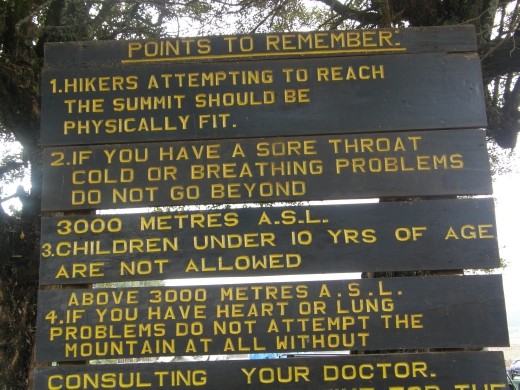 POINTS TO REMEMBER:
1.HIKERS ATTEMPTING TO REACH
THE SUMMIT SHOULD BE
PHYSICALLY FIT.
2.IF YOU HAVE A SORE THROAT
COLD OR BREATHING PROBLEMS
DO NOT GO BEYOND
3000 METRES A.S.L.
3.CHILDREN UNDER 10 YRS OF AGE
ARE NOT ALLOWED
ABOVE 3000 METRES A.S.L.
4.IF YOU HAVE HEART OR LUNG
PROBLEMS DO NOT ATTEMPT THE
MOUNTAIN AT ALL WITHOUT
CONSULTING YOUR DOCTOR.